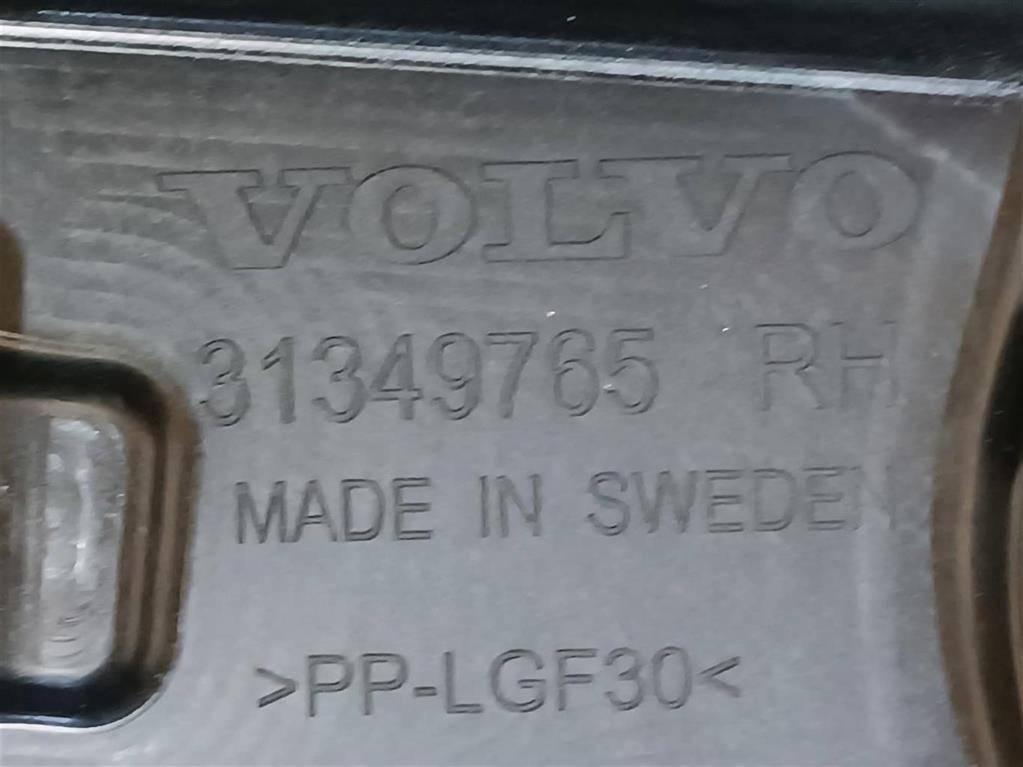 VOLVO
31349765 RH
MADE IN SWEDEN
>PP-LGF30<